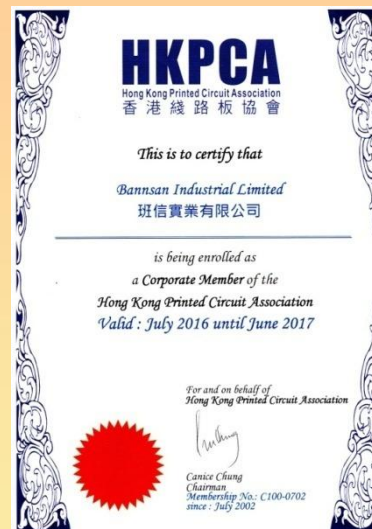 HKPCA
Hong Kong Printed Circuit Association
香港綫路板協會
This is to certify that
Bannsan Industrial Limited
班信實業有限公司
is being enrolled as
a Corporate Member of the
Hong Kong Printed Circuit Association
Valid : July 2016 until June 2017
For and on behalf of
Hong Kong Printed Circuit Association
Canice Chung
Chairman
Membership No.: C100-0702
since : July 2002